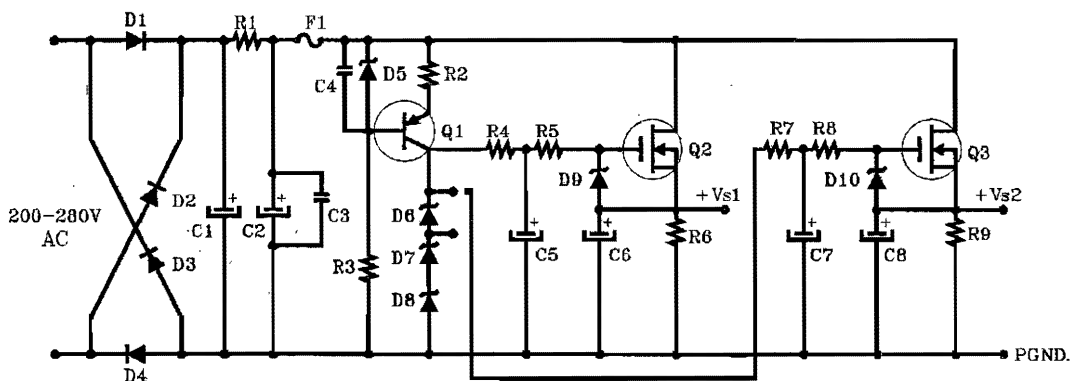 D1
R1
F1
C4
D5
R2
Q1
R4
R5
Q2
R7
R8
Q3
D9
D10
D2
+Vs1
+Vs2
200-280V
AC
C1
C2
C3
D6
D3
R3
D7
C5
C6
R6
C7
C8
R9
D8
D4
PGND.
+
+
+
+
+
+